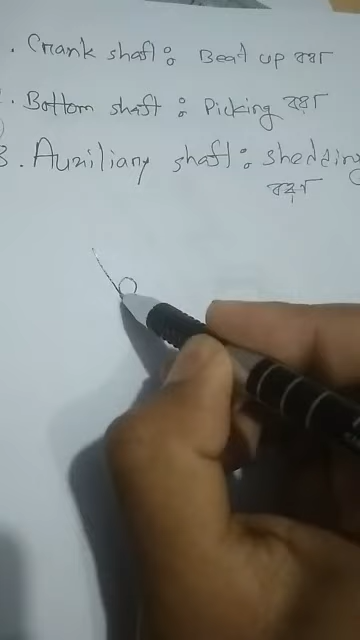 . Crank shaft : Beat up করা
. Bottom shaft : Picking করা
3. Auxiliary shaft : shedding
করা